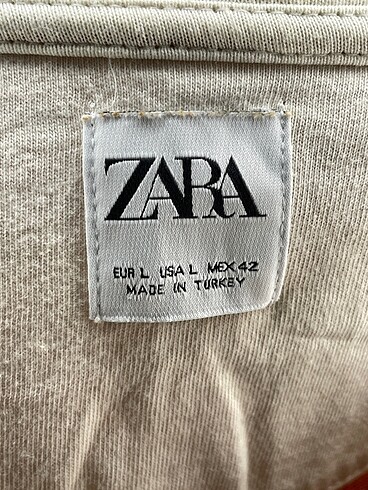 ZARA
EUR L USA L MEX 42
MADE IN TURKEY